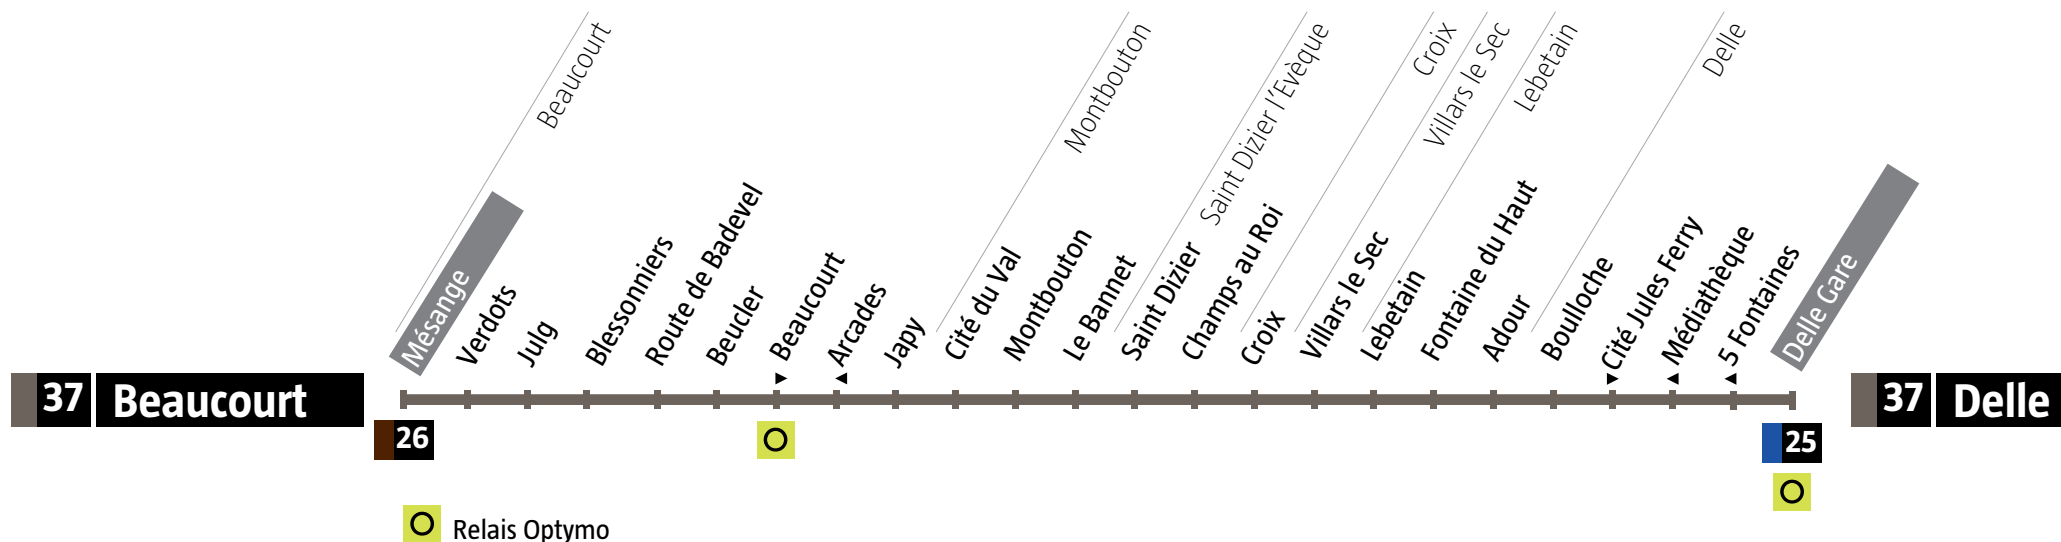 Beaucourt
Montbouton
Saint Dizier l'Evèque
Croix
Villars le Sec
Lebetain
Delle
Mésange
Verdots
Julg
Blessonniers
Route de Badevel
Beucler
Beaucourt
Arcades
Japy
Cité du Val
Montbouton
Le Bannet
Saint Dizier
Champs au Roi
Croix
Villars le Sec
Lebetain
Fontaine du Haut
Adour
Boulloche
Cité Jules Ferry
Médiathèque
5 Fontaines
Delle Gare
37 Beaucourt
37 Delle
26
25
Relais Optymo